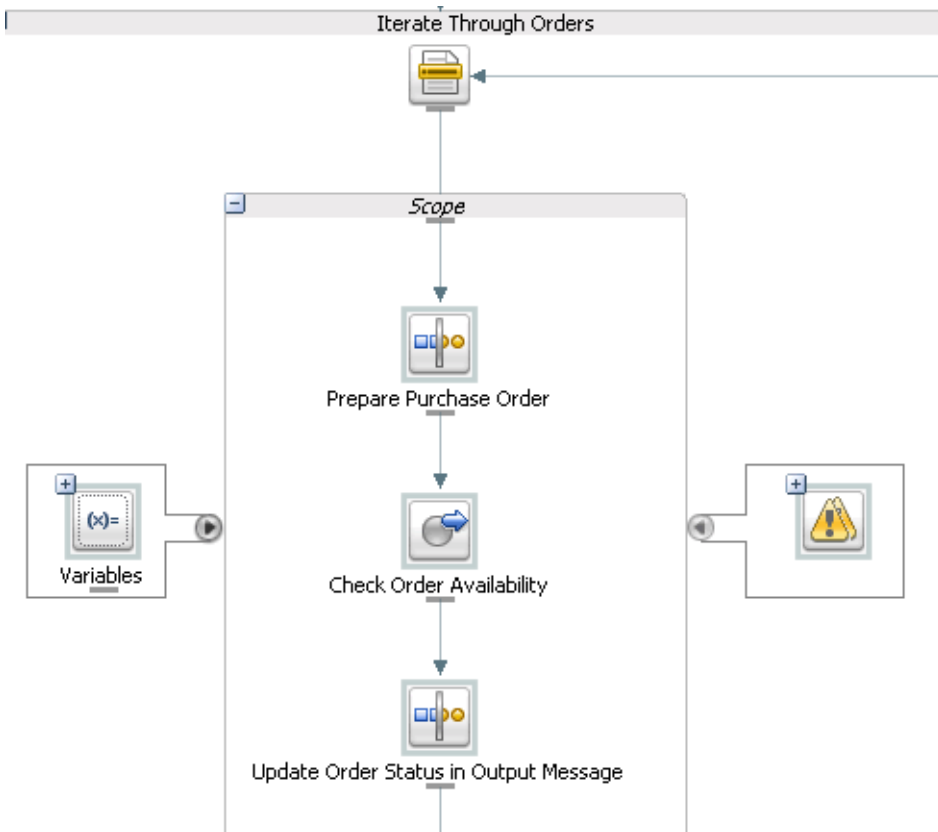 Iterate Through Orders
Scope
Prepare Purchase Order
(x)=
Variables
Check Order Availability
Update Order Status in Output Message